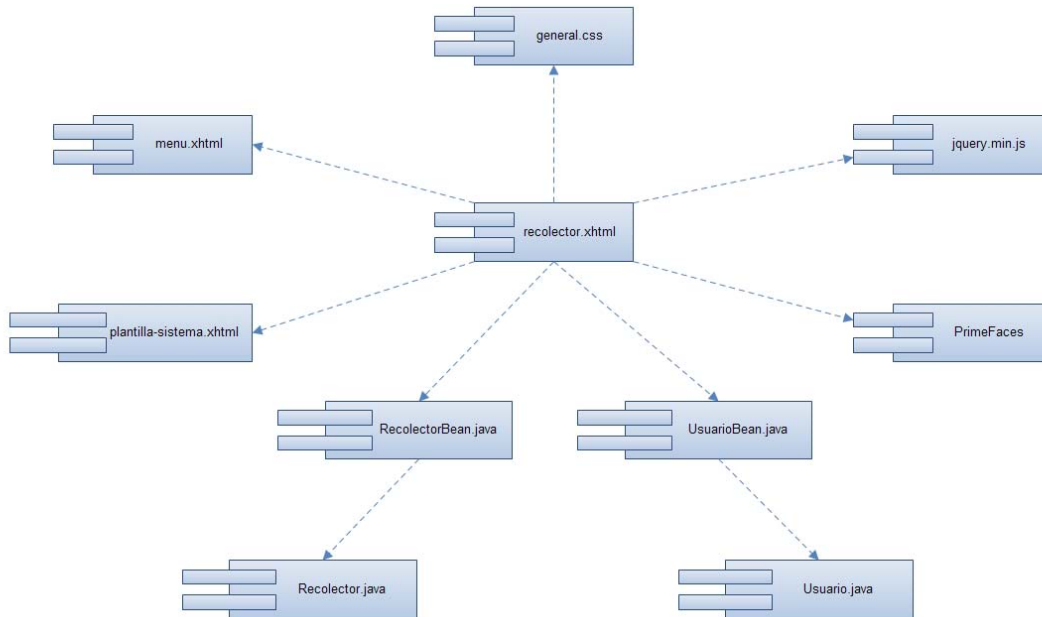 general.css
menu.xhtml
jquery.min.js
recolector.xhtml
plantilla-sistema.xhtml
PrimeFaces
RecolectorBean.java
UsuarioBean.java
Recolector.java
Usuario.java